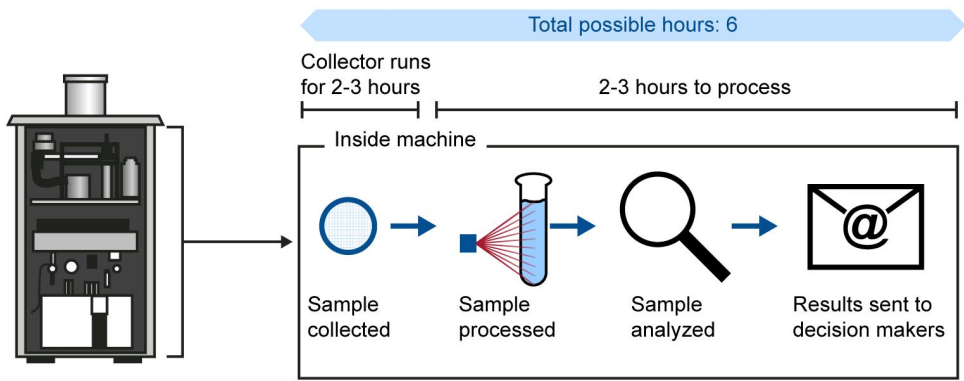 Total possible hours: 6
Collector runs
for 2-3 hours
2-3 hours to process
Inside machine
Sample
collected
Sample
processed
Sample
analyzed
@
Results sent to
decision makers